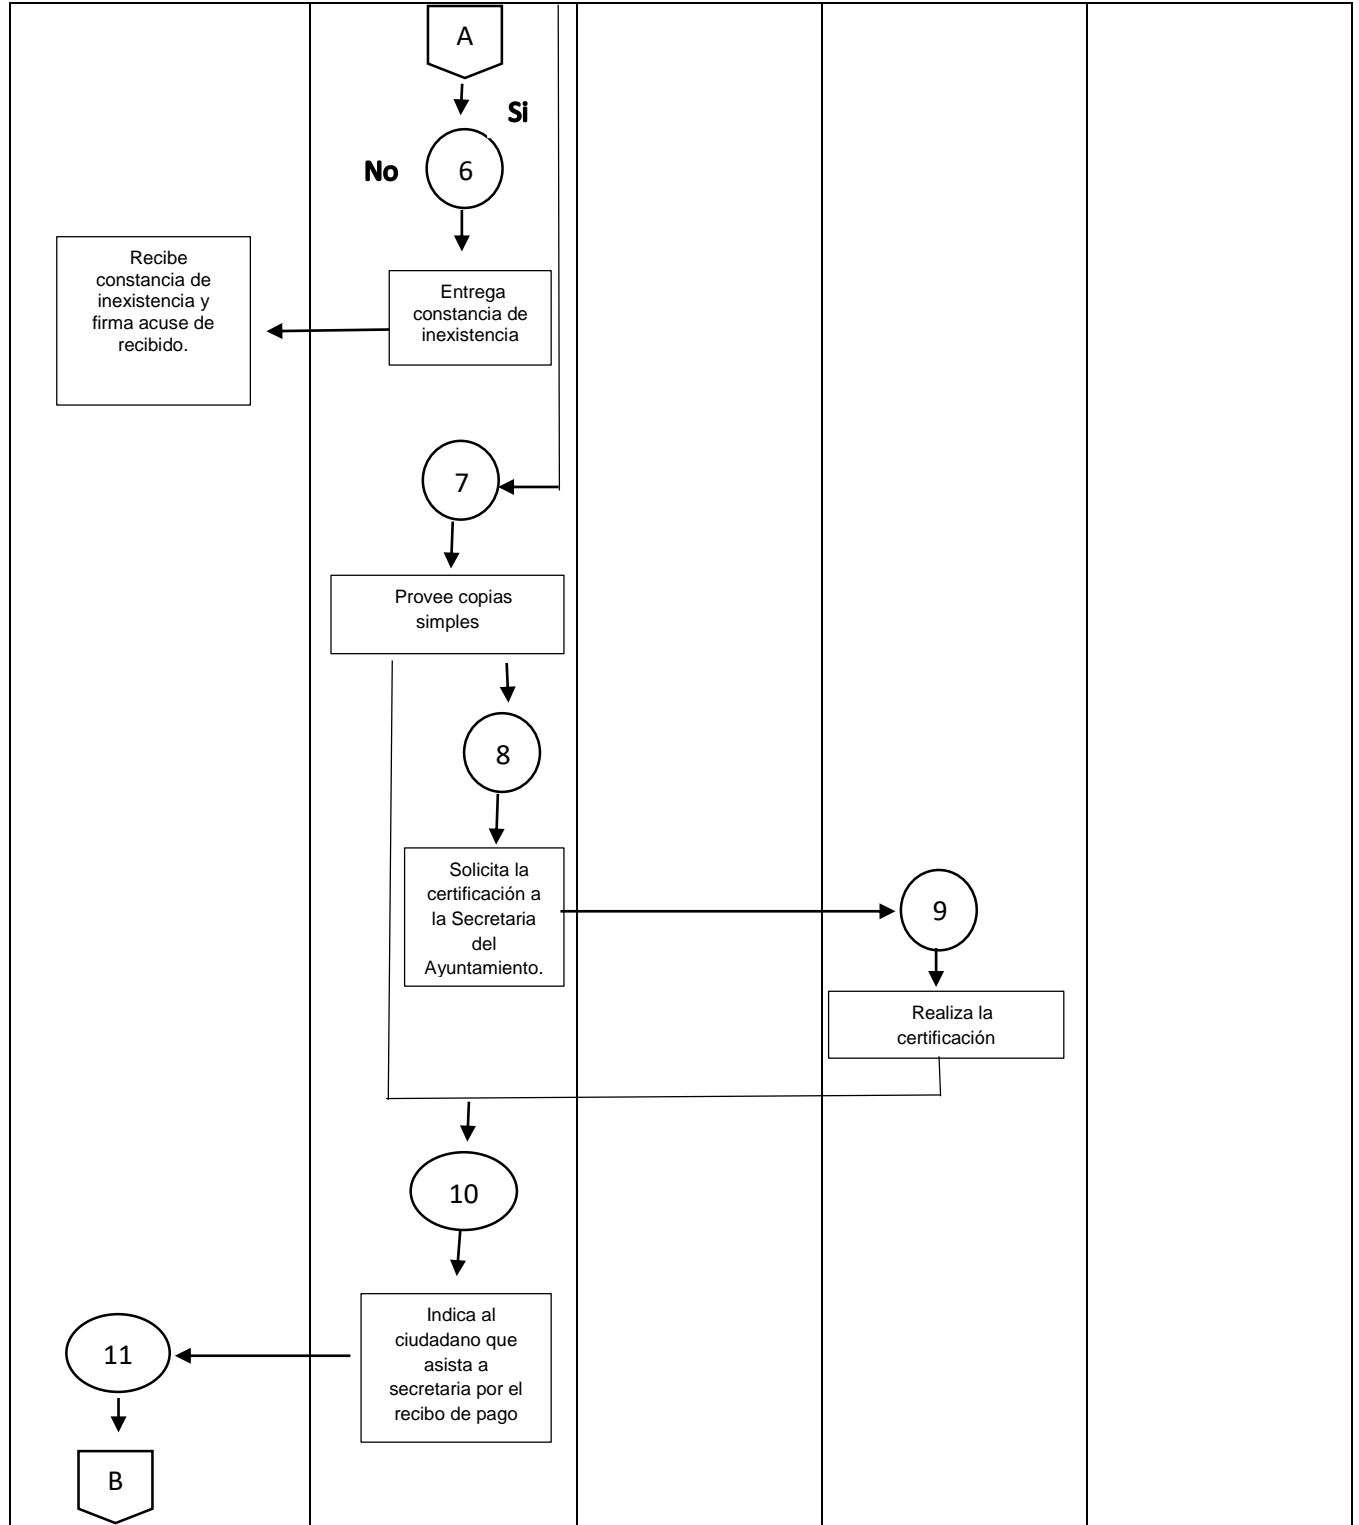 A
Si
No
6
Recibe
constancia de
inexistencia y
firma acuse de
recibido.
Entrega
constancia de
inexistencia
7
Provee copias
simples
8
Solicita la
certificación a
la Secretaria
del
Ayuntamiento.
9
Realiza la
certificación
10
Indica al
ciudadano que
asista a
secretaria por el
recibo de pago
11
B